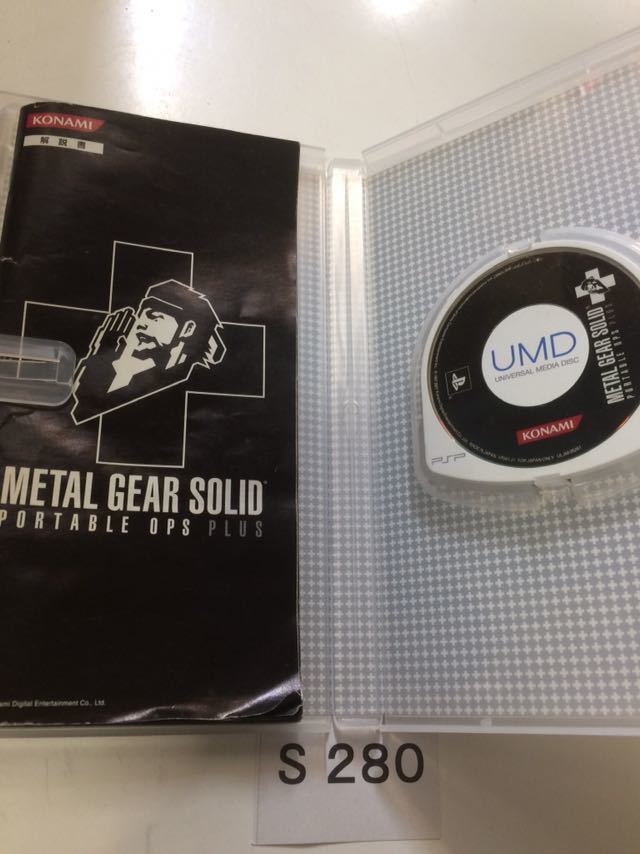 KONAMI
解説書
METAL GEAR SOLID
PORTABLE OPS PLUS
Digital Entertainment Co., Ltd.
METAL GEAR SOLID
PORTABLE OPS PLUS
UMD
UNIVERSAL MEDIA DISC
KONAMI
PSP
S 280